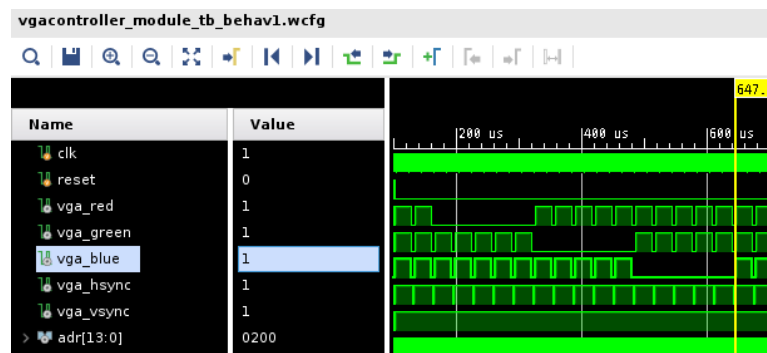 vgacontroller_module_tb_behav1.wcfg
647.
Name Value
200 us 400 us 600 us
clk 1
reset 0
vga_red 1
vga_green 1
vga_blue 1
vga_hsync 1
vga_vsync 1
adr[13:0] 0200